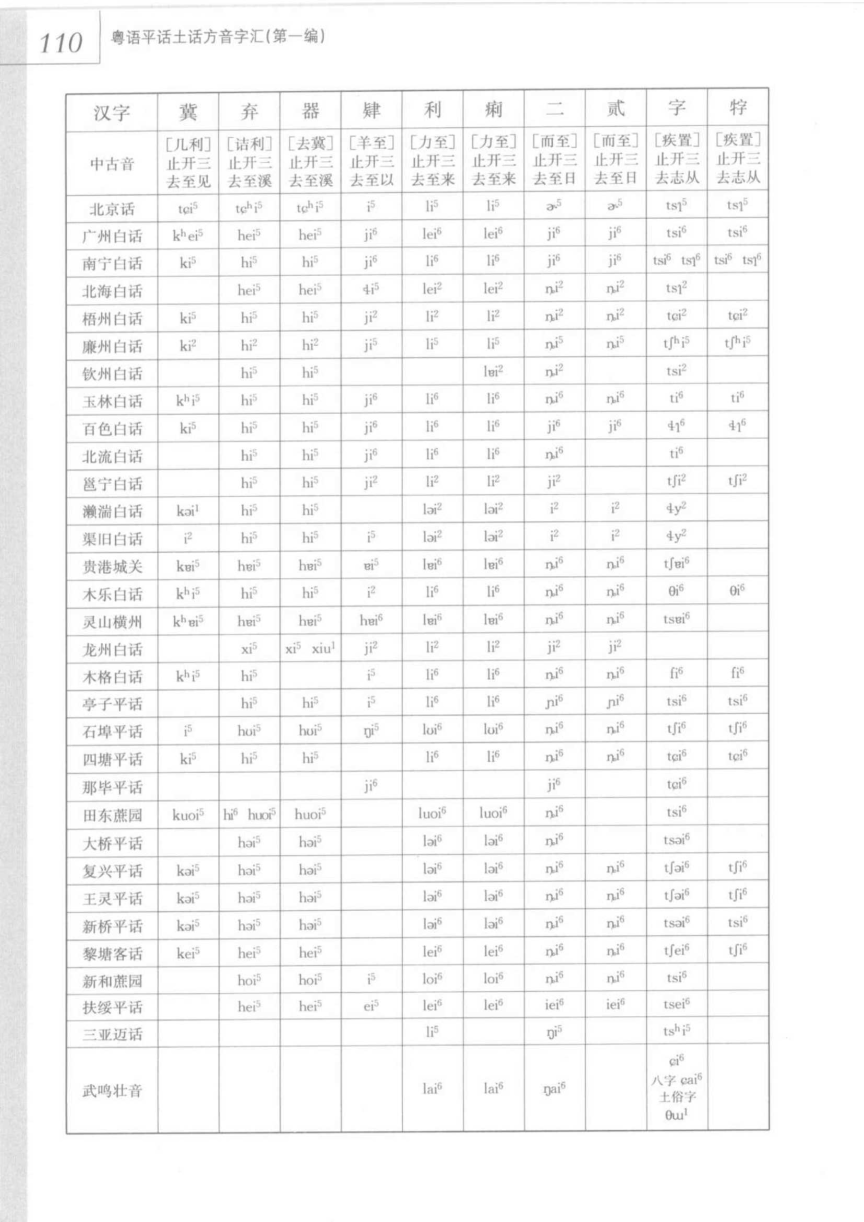 110 粤语平话土话方音字汇(第一编)
汉字 冀 弃 器 肄 利 痢 二 贰 字 牸
中古音 [几利] [诘利] [去冀] [羊至] [力至] [力至] [而至] [而至] [疾置] [疾置]
止开三 止开三 止开三 止开三 止开三 止开三 止开三 止开三 止开三 止开三
去至见 去至溪 去至溪 去至以 去至来 去至来 去至日 去至日 去志从 去志从
北京话 tɕi⁵ tɕʰi⁵ tɕʰi⁵ i⁵ li⁵ li⁵ ɚ⁵ ɚ⁵ tsɿ⁵ tsɿ⁵
广州白话 kʰei⁵ hei⁵ hei⁵ ji⁶ lei⁶ lei⁶ ji⁶ ji⁶ tsi⁶ tsi⁶
南宁白话 ki⁵ hi⁵ hi⁵ ji⁶ li⁶ li⁶ ji⁶ ji⁶ tsi⁶ tsɿ⁶ tsi⁶ tsɿ⁶
北海白话 hei⁵ hei⁵ ɬi⁵ lei² lei² ȵi² ȵi² tsɿ²
梧州白话 ki⁵ hi⁵ hi⁵ ji² li² li² ȵi² ȵi² tɕi² tɕi²
廉州白话 ki² hi² hi² ji⁵ li⁵ li⁵ ȵi⁵ ȵi⁵ tʃʰi⁵ tʃʰi⁵
钦州白话 hi⁵ hi⁵ lɐi² ȵi² tsi²
玉林白话 kʰi⁵ hi⁵ hi⁵ ji⁶ li⁶ li⁶ ȵi⁶ ȵi⁶ ti⁶ ti⁶
百色白话 ki⁵ hi⁵ hi⁵ ji⁶ li⁶ li⁶ ji⁶ ji⁶ ɬɿ⁶ ɬɿ⁶
北流白话 hi⁵ hi⁵ ji⁶ li⁶ li⁶ ȵi⁶ ti⁶
邕宁白话 hi⁵ hi⁵ ji² li² li² ji² tʃi² tʃi²
濑湍白话 kəi¹ hi⁵ hi⁵ ləi² ləi² i² i² ɬy²
渠旧白话 i² hi⁵ hi⁵ i⁵ ləi² ləi² i² i² ɬy²
贵港城关 kɐi⁵ hɐi⁵ hɐi⁵ ɐi⁵ lɐi⁶ lɐi⁶ ȵi⁶ ȵi⁶ tʃɐi⁶
木乐白话 kʰi⁵ hi⁵ hi⁵ i² li⁶ li⁶ ȵi⁶ ȵi⁶ θi⁶ θi⁶
灵山横州 kʰɐi⁵ hɐi⁵ hɐi⁵ hɐi⁶ lɐi⁶ lɐi⁶ ȵi⁶ ȵi⁶ tsɐi⁶
龙州白话 xi⁵ xi⁵ xiu¹ ji² li² li² ji² ji²
木格白话 kʰi⁵ hi⁵ i⁵ li⁶ li⁶ ȵi⁶ ȵi⁶ fi⁶ fi⁶
亭子平话 hi⁵ hi⁵ i⁵ li⁶ li⁶ ɲi⁶ ɲi⁶ tsi⁶ tsi⁶
石埠平话 i⁵ hʋi⁵ hʋi⁵ ŋi⁵ lʋi⁶ lʋi⁶ ȵi⁶ ȵi⁶ tʃi⁶ tʃi⁶
四塘平话 ki⁵ hi⁵ hi⁵ li⁶ li⁶ ȵi⁶ ȵi⁶ tɕi⁶ tɕi⁶
那毕平话 ji⁶ ji⁶ tɕi⁶
田东蔗园 kuoi⁵ hi⁶ huoi⁵ huoi⁵ luoi⁶ luoi⁶ ȵi⁶ tsi⁶
大桥平话 həi⁵ həi⁵ ləi⁶ ləi⁶ ȵi⁶ tsəi⁶
复兴平话 kəi⁵ həi⁵ həi⁵ ləi⁶ ləi⁶ ȵi⁶ ȵi⁶ tʃəi⁶ tʃi⁶
王灵平话 kəi⁵ həi⁵ həi⁵ ləi⁶ ləi⁶ ȵi⁶ ȵi⁶ tʃəi⁶ tʃi⁶
新桥平话 kəi⁵ həi⁵ həi⁵ ləi⁶ ləi⁶ ȵi⁶ ȵi⁶ tsəi⁶ tsi⁶
黎塘客话 kei⁵ hei⁵ hei⁵ lei⁶ lei⁶ ȵi⁶ ȵi⁶ tʃei⁶ tʃi⁶
新和蔗园 hoi⁵ hoi⁵ i⁵ loi⁶ loi⁶ ȵi⁶ ȵi⁶ tsi⁶
扶绥平话 hei⁵ hei⁵ ei⁵ lei⁶ lei⁶ iei⁶ iei⁶ tsei⁶
三亚迈话 li⁵ ŋi⁵ tsʰi⁵
武鸣壮音 lai⁶ lai⁶ ŋai⁶ ɕi⁶
八字 ɕai⁶
土俗字
θɯ¹